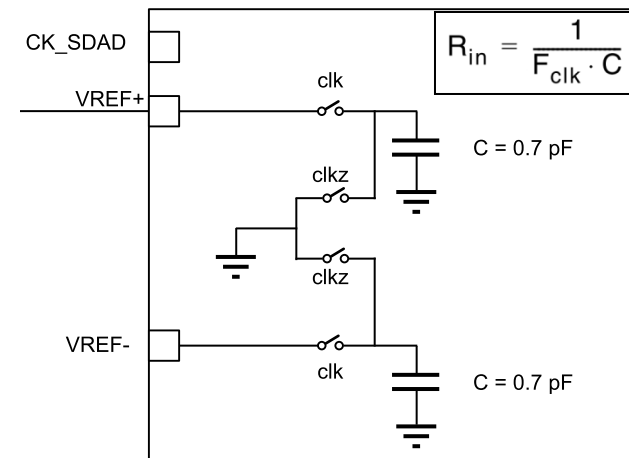 CK_SDAD
R_in = 1 / (F_clk · C)
VREF+
clk
C = 0.7 pF
clkz
clkz
VREF-
clk
C = 0.7 pF